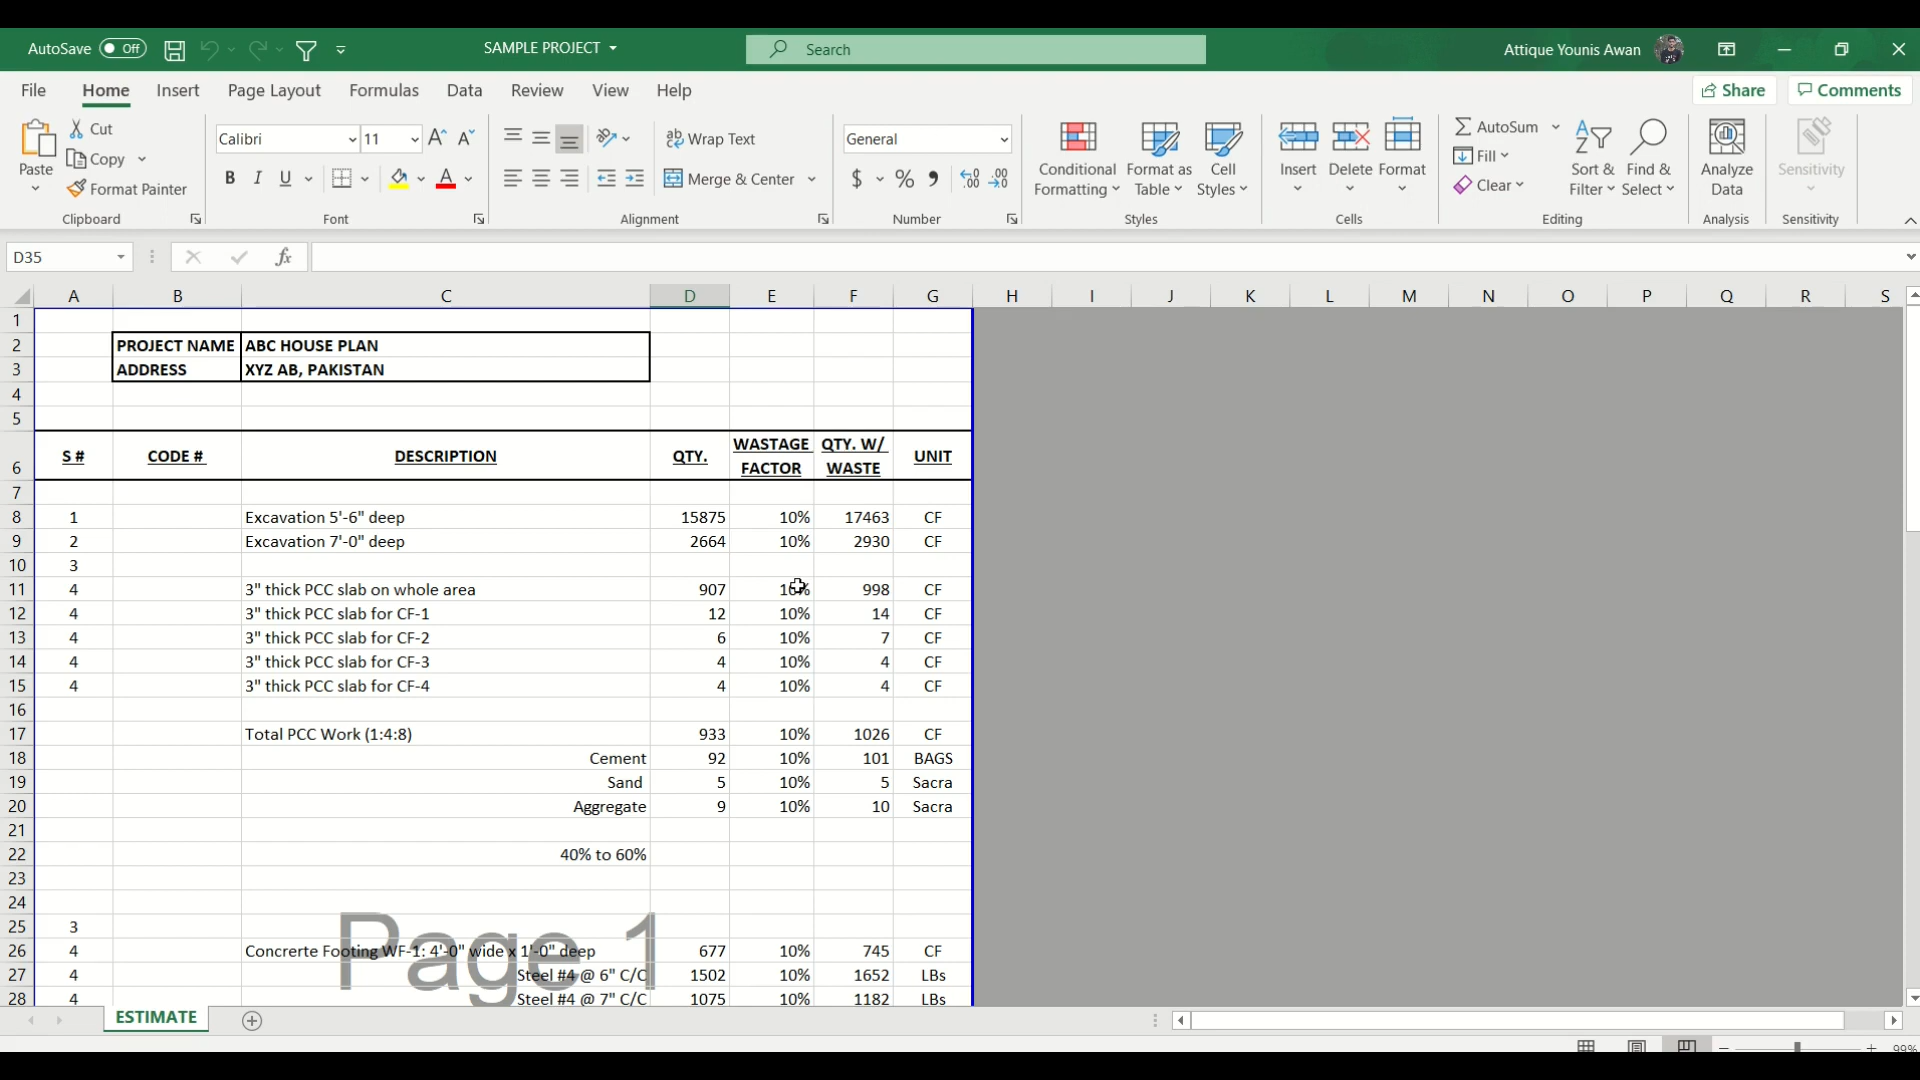 AutoSave Off SAMPLE PROJECT Search Attique Younis Awan
File Home Insert Page Layout Formulas Data Review View Help Share Comments
Paste Cut Copy Format Painter Clipboard
Calibri 11 B I U A Font
Wrap Text Merge & Center Alignment
General $ % Number
Conditional Formatting Format as Table Cell Styles Styles
Insert Delete Format Cells
AutoSum Fill Clear Sort & Filter Find & Select Editing
Analyze Data Analysis
Sensitivity Sensitivity
D35 fx
A B C D E F G H I J K L M N O P Q R S
1
2 PROJECT NAME ABC HOUSE PLAN
3 ADDRESS XYZ AB, PAKISTAN
4
5
6 S # CODE # DESCRIPTION QTY. WASTAGE FACTOR QTY. W/ WASTE UNIT
7
8 1 Excavation 5'-6" deep 15875 10% 17463 CF
9 2 Excavation 7'-0" deep 2664 10% 2930 CF
10 3
11 4 3" thick PCC slab on whole area 907 10% 998 CF
12 4 3" thick PCC slab for CF-1 12 10% 14 CF
13 4 3" thick PCC slab for CF-2 6 10% 7 CF
14 4 3" thick PCC slab for CF-3 4 10% 4 CF
15 4 3" thick PCC slab for CF-4 4 10% 4 CF
16
17 Total PCC Work (1:4:8) 933 10% 1026 CF
18 Cement 92 10% 101 BAGS
19 Sand 5 10% 5 Sacra
20 Aggregate 9 10% 10 Sacra
21
22 40% to 60%
23
24
25 3
Page 1
26 4 Concrerte Footing WF-1: 4'-0" wide x 1'-0" deep 677 10% 745 CF
27 4 Steel #4 @ 6" C/C 1502 10% 1652 LBs
28 4 Steel #4 @ 7" C/C 1075 10% 1182 LBs
ESTIMATE
99%